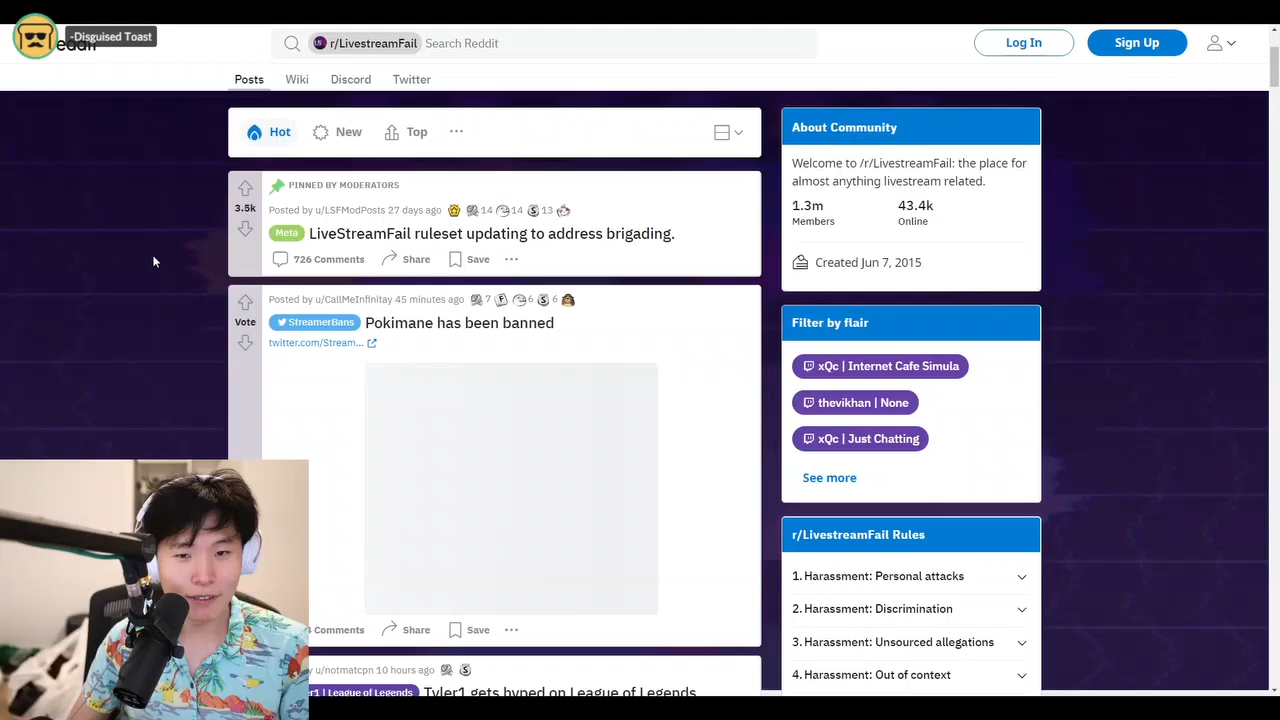 -Disguised Toast
eddit
r/LivestreamFail Search Reddit
Log In
Sign Up
Posts
Wiki
Discord
Twitter
Hot
New
Top
PINNED BY MODERATORS
3.5k
Posted by u/LSFModPosts 27 days ago
14
14
13
Meta
LiveStreamFail ruleset updating to address brigading.
726 Comments
Share
Save
Posted by u/CallMeInfinitay 45 minutes ago
7
6
6
Vote
StreamerBans
Pokimane has been banned
twitter.com/Stream...
4 Comments
Share
Save
u/notmatcpn 10 hours ago
r1 | League of Legends
Tyler1 gets hyped on League of Legends
About Community
Welcome to /r/LivestreamFail: the place for
almost anything livestream related.
1.3m
43.4k
Members
Online
Created Jun 7, 2015
Filter by flair
xQc | Internet Cafe Simula
thevikhan | None
xQc | Just Chatting
See more
r/LivestreamFail Rules
1. Harassment: Personal attacks
2. Harassment: Discrimination
3. Harassment: Unsourced allegations
4. Harassment: Out of context